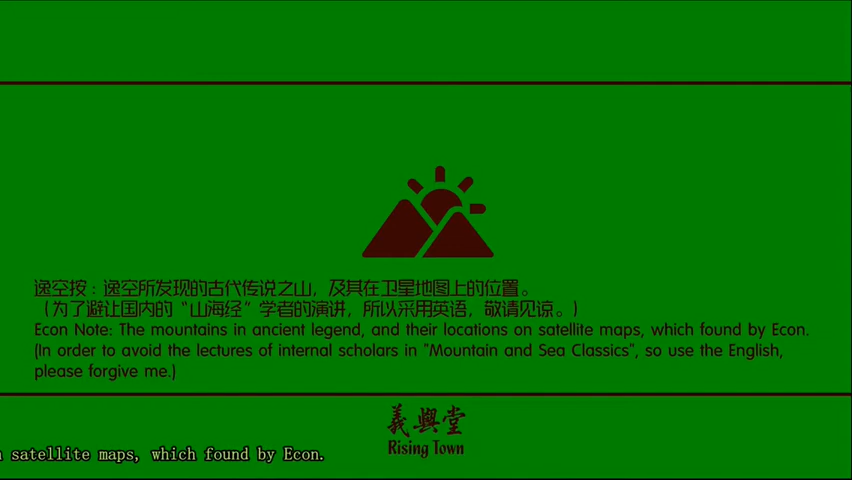 逸空按：逸空所发现的古代传说之山，及其在卫星地图上的位置。
（为了避让国内的“山海经”学者的演讲，所以采用英语，敬请见谅。）
Econ Note: The mountains in ancient legend, and their locations on satellite maps, which found by Econ.
(In order to avoid the lectures of internal scholars in "Mountain and Sea Classics", so use the English,
please forgive me.)
義興堂
Rising Town
satellite maps, which found by Econ.